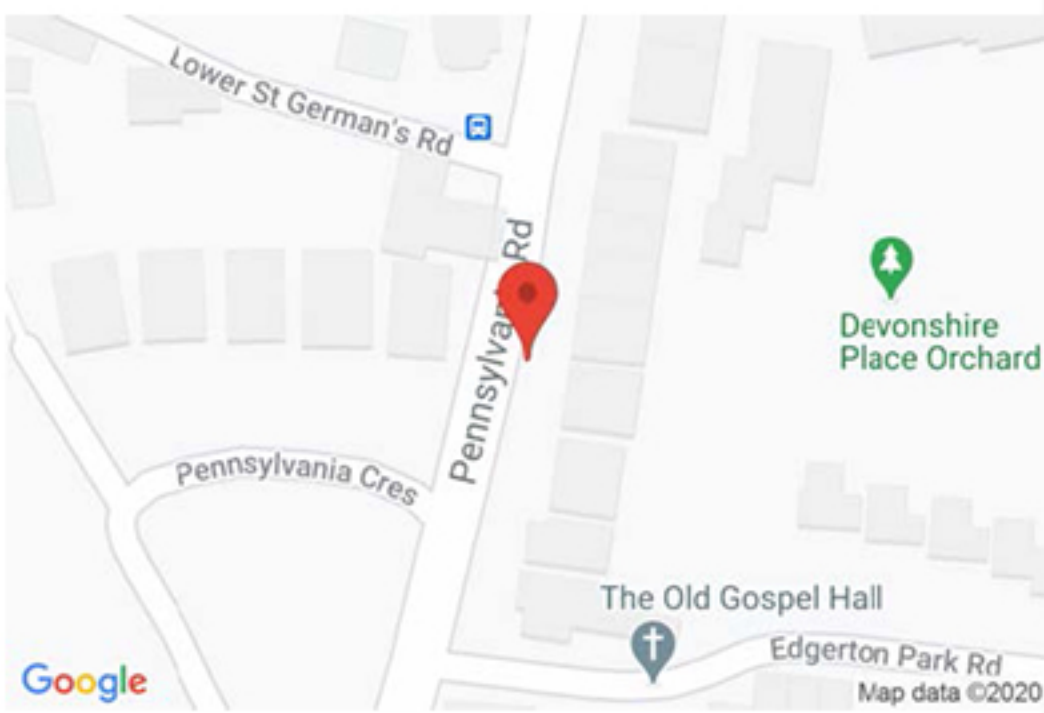 Lower St German's Rd
Pennsylvania Rd
Devonshire
Place Orchard
Pennsylvania Cres
The Old Gospel Hall
Edgerton Park Rd
Google
Map data ©2020